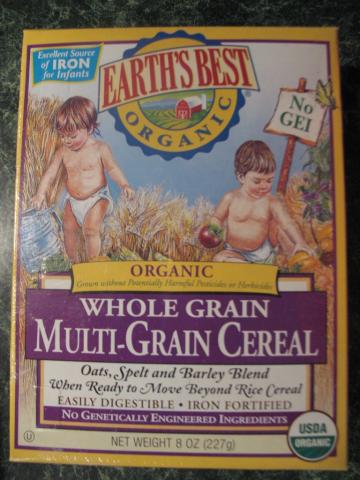 Excellent Source
of IRON
for Infants
EARTH'S BEST
ORGANIC
No
GEI
ORGANIC
Grown without Potentially Harmful Pesticides or Herbicides
WHOLE GRAIN
MULTI-GRAIN CEREAL
Oats, Spelt and Barley Blend
When Ready to Move Beyond Rice Cereal
EASILY DIGESTIBLE • IRON FORTIFIED
NO GENETICALLY ENGINEERED INGREDIENTS
U
NET WEIGHT 8 OZ (227g)
USDA
ORGANIC